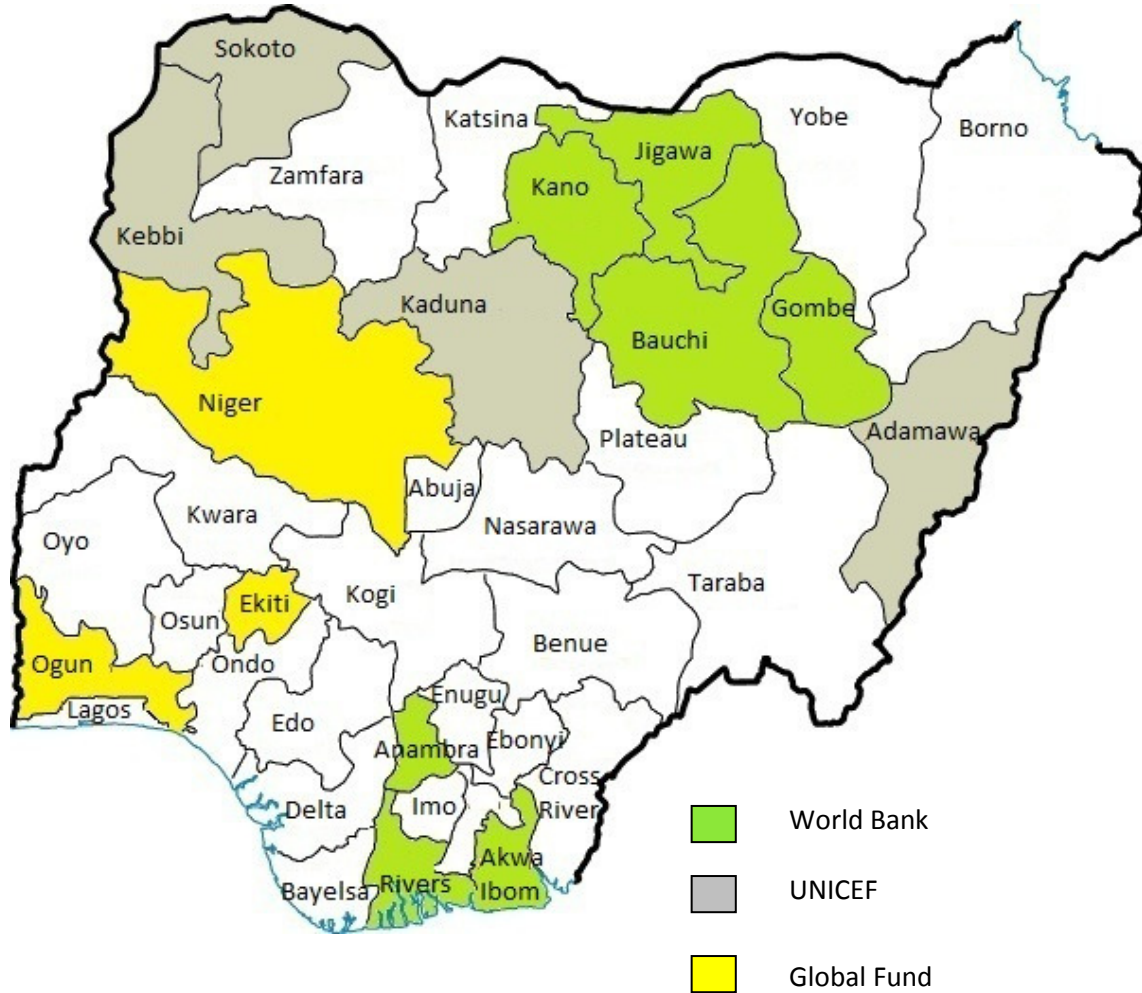 Sokoto
Katsina
Yobe
Borno
Jigawa
Zamfara
Kano
Kebbi
Kaduna
Gombe
Bauchi
Niger
Adamawa
Plateau
Abuja
Kwara
Nasarawa
Oyo
Taraba
Ekiti
Kogi
Osun
Benue
Ogun
Ondo
Enugu
Lagos
Edo
Anambra
Ebonyi
Cross
River
Delta
Imo
Akwa
Ibom
Bayelsa
Rivers
World Bank
UNICEF
Global Fund